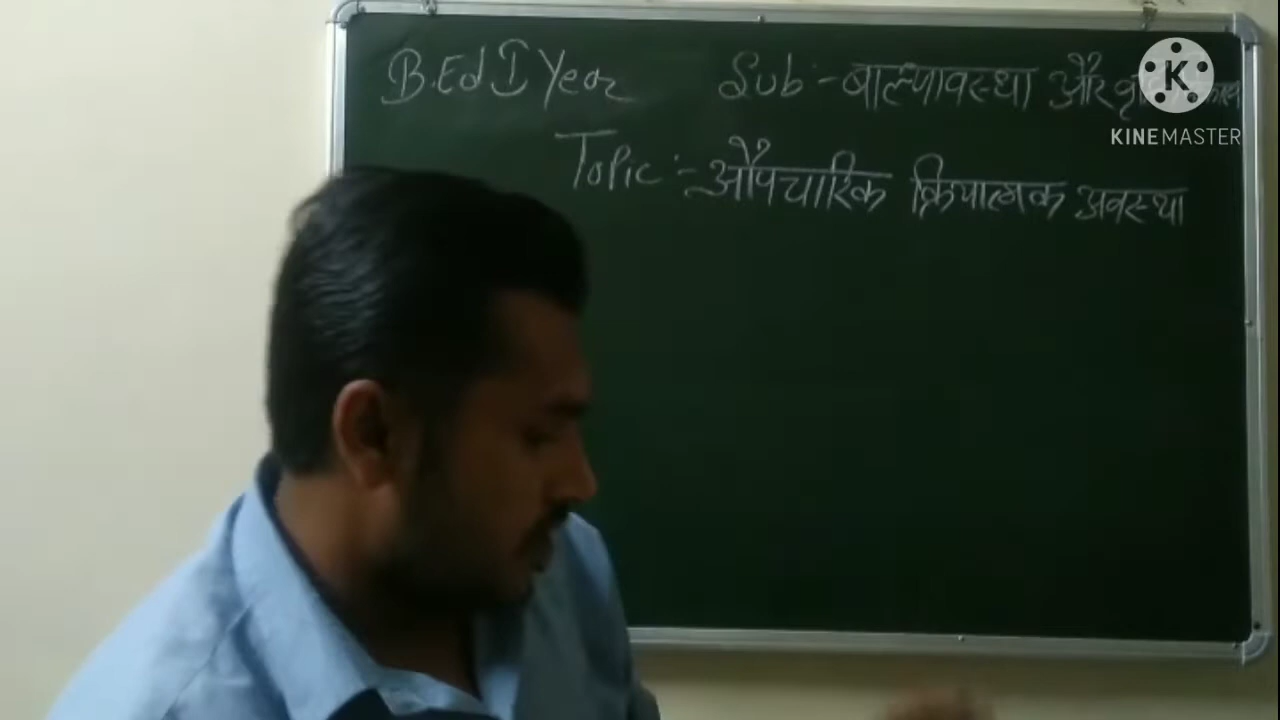 B.Ed I Year Sub:- बाल्यावस्था और
Topic:- औपचारिक क्रियात्मक अवस्था
K
KINEMASTER